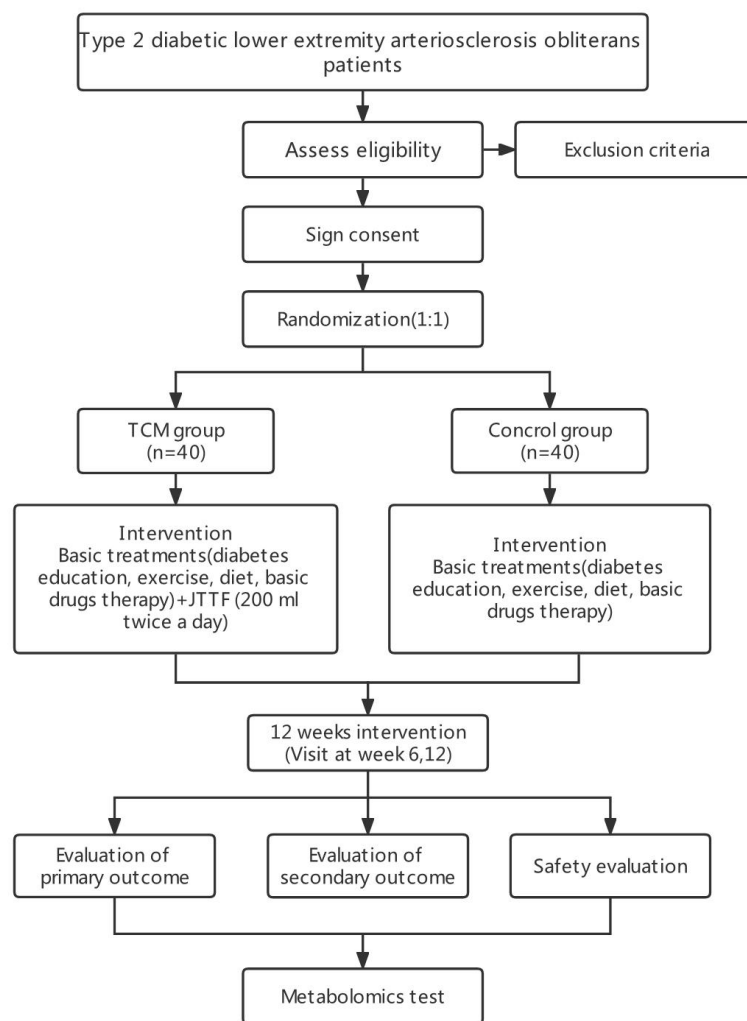 Type 2 diabetic lower extremity arteriosclerosis obliterans
patients
Assess eligibility
Exclusion criteria
Sign consent
Randomization(1:1)
TCM group
(n=40)
Concrol group
(n=40)
Intervention
Basic treatments(diabetes
education, exercise, diet, basic
drugs therapy)+JTTF (200 ml
twice a day)
Intervention
Basic treatments(diabetes
education, exercise, diet, basic
drugs therapy)
12 weeks intervention
(Visit at week 6,12)
Evaluation of
primary outcome
Evaluation of
secondary outcome
Safety evaluation
Metabolomics test